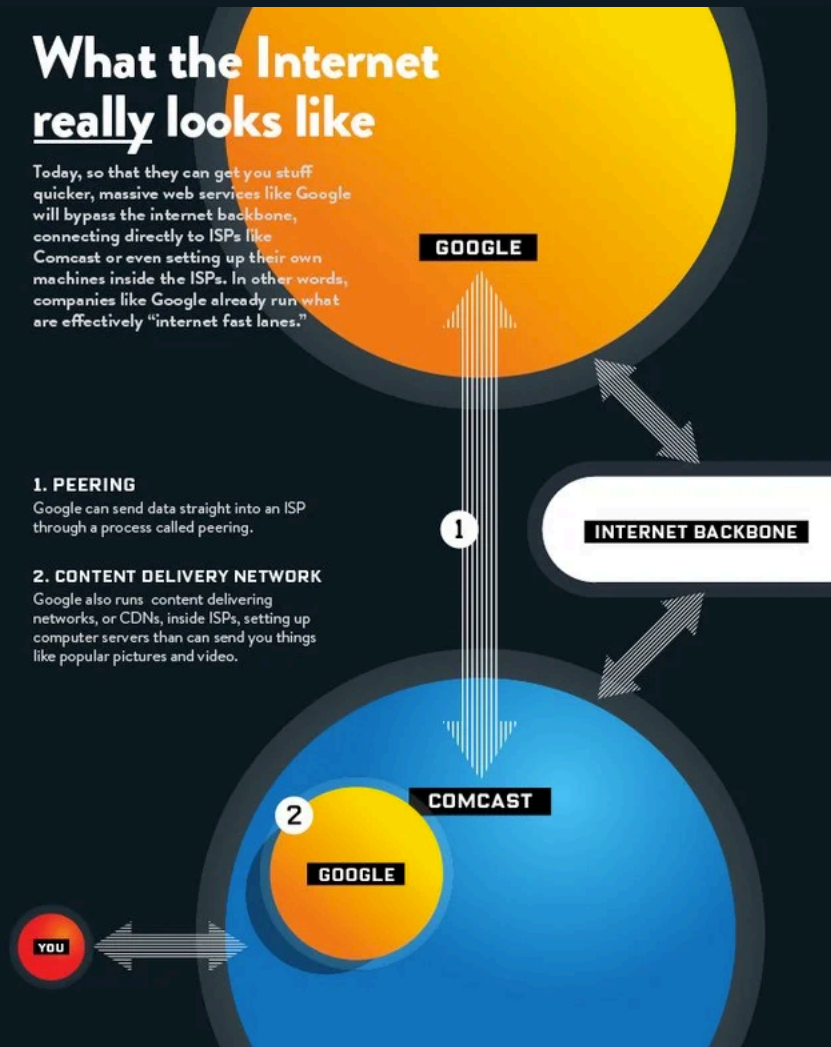 What the Internet
really looks like
Today, so that they can get you stuff
quicker, massive web services like Google
will bypass the internet backbone,
connecting directly to ISPs like
Comcast or even setting up their own
machines inside the ISPs. In other words,
companies like Google already run what
are effectively “internet fast lanes.”
GOOGLE
1. PEERING
Google can send data straight into an ISP
through a process called peering.
1
INTERNET BACKBONE
2. CONTENT DELIVERY NETWORK
Google also runs content delivering
networks, or CDNs, inside ISPs, setting up
computer servers than can send you things
like popular pictures and video.
COMCAST
2
GOOGLE
YOU